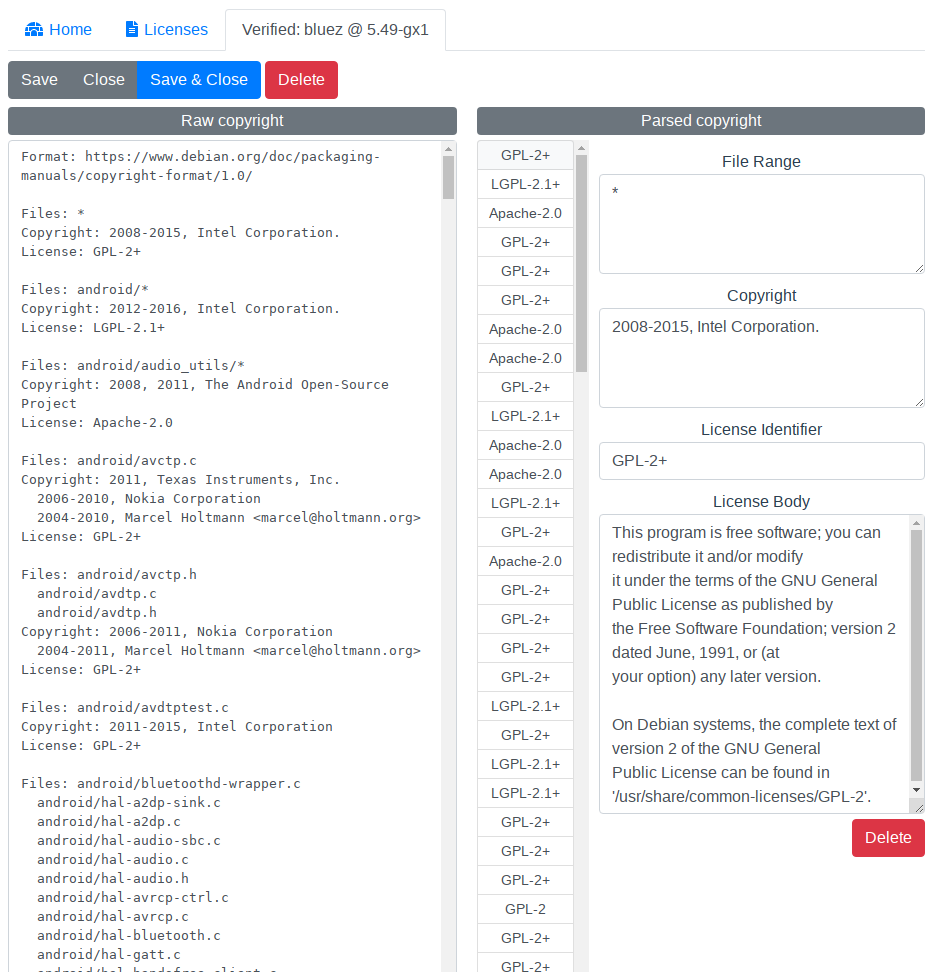 Home
Licenses
Verified: bluez @ 5.49-gx1
Save
Close
Save & Close
Delete
Raw copyright
Format: https://www.debian.org/doc/packaging-
manuals/copyright-format/1.0/
Files: *
Copyright: 2008-2015, Intel Corporation.
License: GPL-2+
Files: android/*
Copyright: 2012-2016, Intel Corporation.
License: LGPL-2.1+
Files: android/audio_utils/*
Copyright: 2008, 2011, The Android Open-Source
Project
License: Apache-2.0
Files: android/avctp.c
Copyright: 2011, Texas Instruments, Inc.
2006-2010, Nokia Corporation
2004-2010, Marcel Holtmann <marcel@holtmann.org>
License: GPL-2+
Files: android/avctp.h
android/avdtp.c
android/avdtp.h
Copyright: 2006-2011, Nokia Corporation
2004-2011, Marcel Holtmann <marcel@holtmann.org>
License: GPL-2+
Files: android/avdtptest.c
Copyright: 2011-2015, Intel Corporation
License: GPL-2+
Files: android/bluetoothd-wrapper.c
android/hal-a2dp-sink.c
android/hal-a2dp.c
android/hal-audio-sbc.c
android/hal-audio.c
android/hal-audio.h
android/hal-avrcp-ctrl.c
android/hal-avrcp.c
android/hal-bluetooth.c
android/hal-gatt.c
android/hal-handsfree-client.c
Parsed copyright
GPL-2+
LGPL-2.1+
Apache-2.0
GPL-2+
GPL-2+
GPL-2+
Apache-2.0
Apache-2.0
GPL-2+
LGPL-2.1+
Apache-2.0
Apache-2.0
LGPL-2.1+
GPL-2+
Apache-2.0
GPL-2+
GPL-2+
GPL-2+
GPL-2+
LGPL-2.1+
GPL-2+
LGPL-2.1+
LGPL-2.1+
GPL-2+
GPL-2+
GPL-2+
GPL-2
GPL-2+
GPL-2+
File Range
*
Copyright
2008-2015, Intel Corporation.
License Identifier
GPL-2+
License Body
This program is free software; you can
redistribute it and/or modify
it under the terms of the GNU General
Public License as published by
the Free Software Foundation; version 2
dated June, 1991, or (at
your option) any later version.
On Debian systems, the complete text of
version 2 of the GNU General
Public License can be found in
'/usr/share/common-licenses/GPL-2'.
Delete